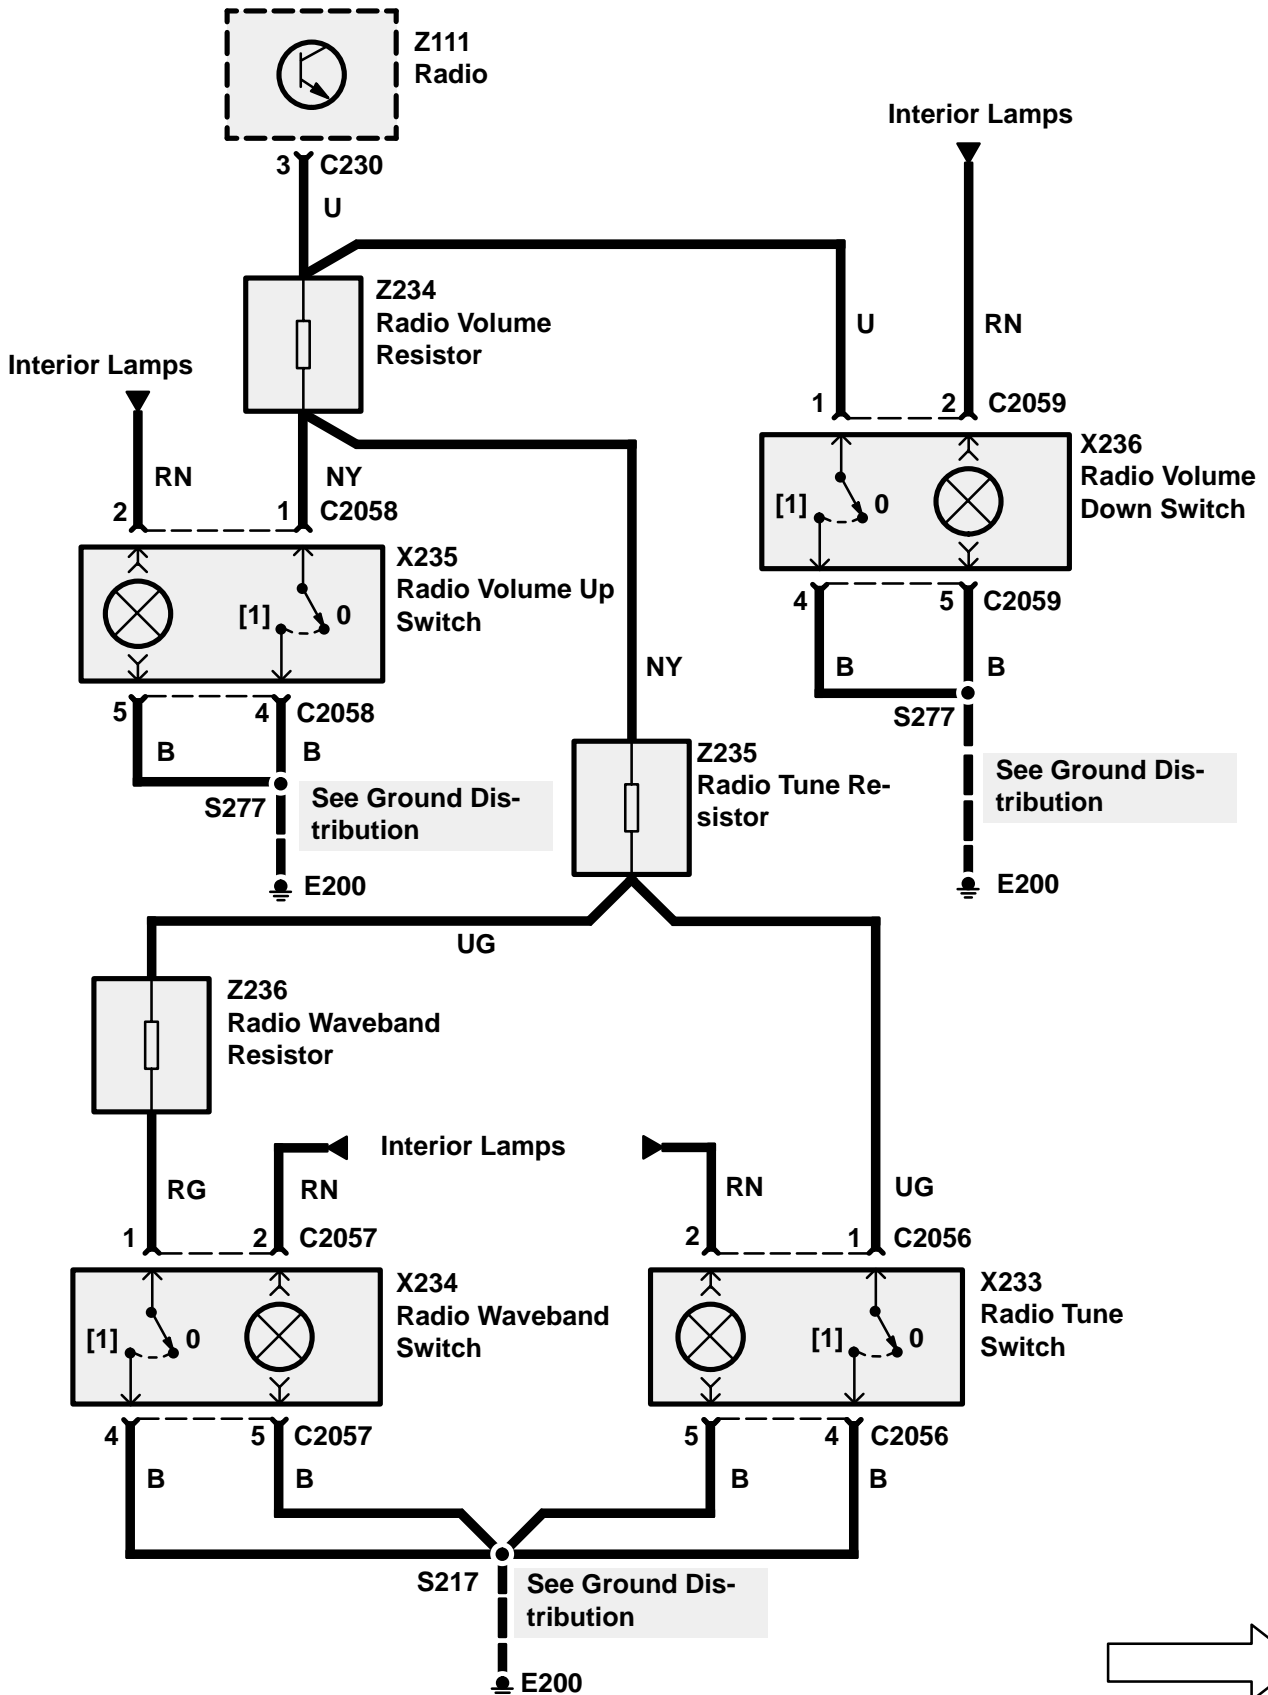 Z111
Radio
Interior Lamps
3 C230
U
Z234
Radio Volume
Resistor
U RN
Interior Lamps
1 2 C2059
X236
Radio Volume
Down Switch
[1] 0
RN NY
2 1 C2058
X235
Radio Volume Up
Switch
[1] 0
4 5 C2059
B B
S277
NY
5 4 C2058
B B
S277
See Ground Dis-
tribution
E200
Z235
Radio Tune Re-
sistor
See Ground Dis-
tribution
E200
UG
Z236
Radio Waveband
Resistor
Interior Lamps
RG RN
RN UG
1 2 C2057
2 1 C2056
X234
Radio Waveband
Switch
[1] 0
X233
Radio Tune
Switch
[1] 0
4 5 C2057
5 4 C2056
B B
B B
S217
See Ground Dis-
tribution
E200